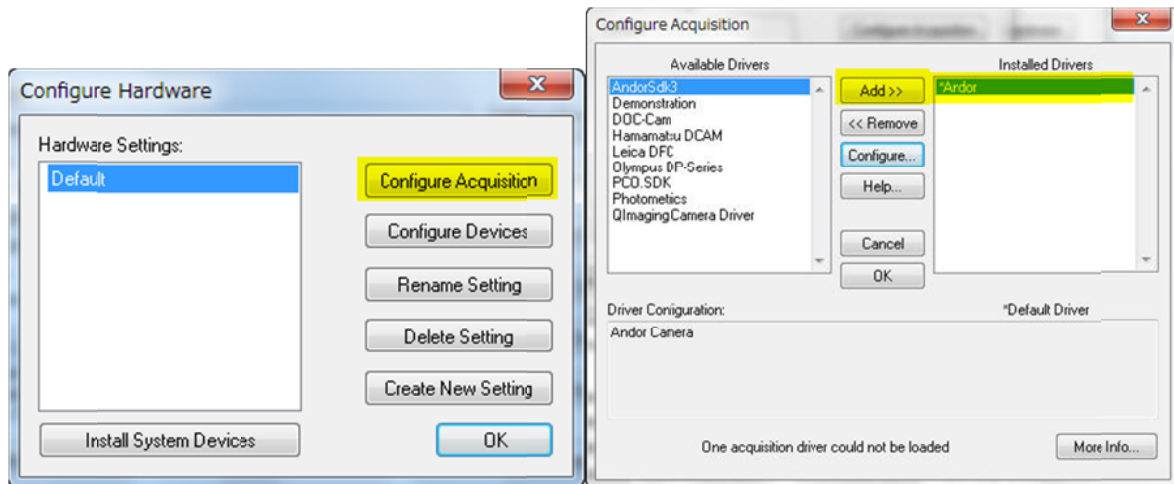 Configure Hardware
Hardware Settings:
Default
Configure Acquisition
Configure Devices
Rename Setting
Delete Setting
Create New Setting
Install System Devices
OK
Configure Acquisition
Available Drivers
Installed Drivers
AndorSdk3
Demonstration
DOC-Cam
Hamamatsu DCAM
Leica DFC
Olympus DP-Series
PCO.SDK
Photometics
QImagingCamera Driver
Add >>
<< Remove
Configure...
Help...
Cancel
OK
*Andor
Driver Configuration:
*Default Driver
Andor Camera
One acquisition driver could not be loaded
More Info...